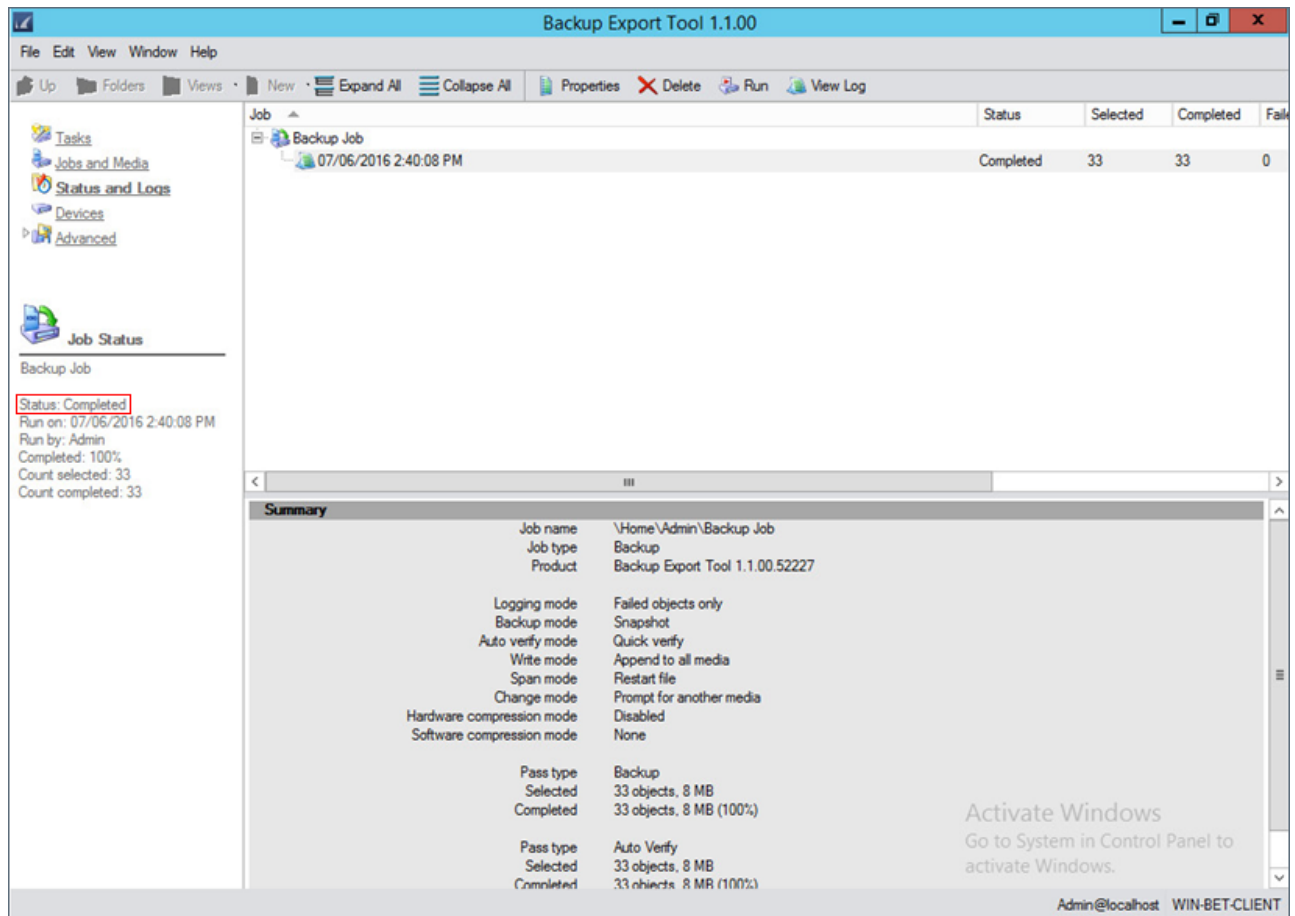 Backup Export Tool 1.1.00
File Edit View Window Help
Up Folders Views New Expand All Collapse All Properties Delete Run View Log
Tasks
Jobs and Media
Status and Logs
Devices
Advanced
Job Status
Backup Job
Status: Completed
Run on: 07/06/2016 2:40:08 PM
Run by: Admin
Completed: 100%
Count selected: 33
Count completed: 33
Job Status Selected Completed Faile
Backup Job
07/06/2016 2:40:08 PM Completed 33 33 0
Summary
Job name \Home\Admin\Backup Job
Job type Backup
Product Backup Export Tool 1.1.00.52227
Logging mode Failed objects only
Backup mode Snapshot
Auto verify mode Quick verify
Write mode Append to all media
Span mode Restart file
Change mode Prompt for another media
Hardware compression mode Disabled
Software compression mode None
Pass type Backup
Selected 33 objects, 8 MB
Completed 33 objects, 8 MB (100%)
Pass type Auto Verify
Selected 33 objects, 8 MB
Completed 33 objects, 8 MB (100%)
Activate Windows
Go to System in Control Panel to
activate Windows.
Admin@localhost WIN-BET-CLIENT